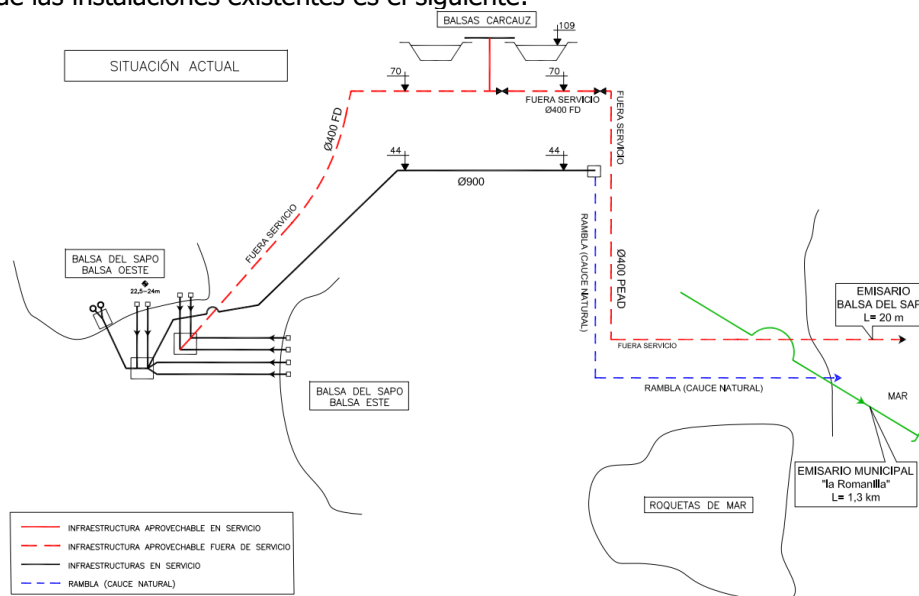 de las instalaciones existentes es el siguiente:
BALSAS CARCAUZ
109
SITUACIÓN ACTUAL
70
70
FUERA SERVICIO
Ø400 FD
FUERA SERVICIO
Ø400 FD
44
44
Ø900
FUERA SERVICIO
RAMBLA (CAUCE NATURAL)
Ø400 PEAD
BALSA DEL SAPO
BALSA OESTE
22,5-24m
EMISARIO
BALSA DEL SAP
L= 20 m
FUERA SERVICIO
RAMBLA (CAUCE NATURAL)
MAR
BALSA DEL SAPO
BALSA ESTE
EMISARIO MUNICIPAL
"la Romanilla"
L= 1,3 km
ROQUETAS DE MAR
INFRAESTRUCTURA APROVECHABLE EN SERVICIO
INFRAESTRUCTURA APROVECHABLE FUERA DE SERVICIO
INFRAESTRUCTURAS EN SERVICIO
RAMBLA (CAUCE NATURAL)